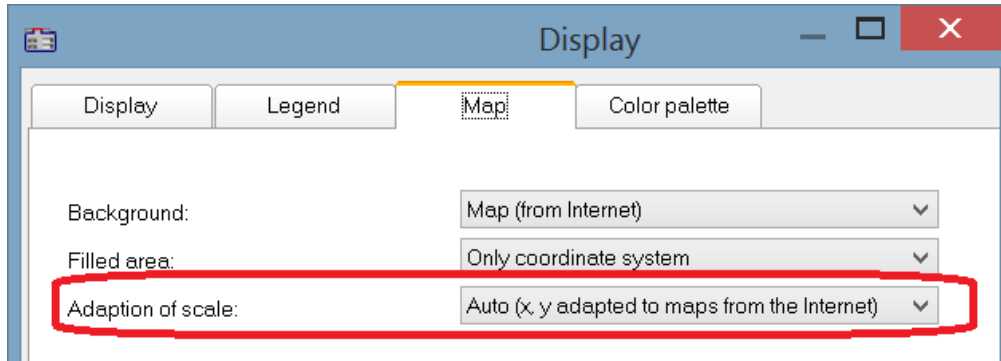 Display
Display Legend Map Color palette
Background: Map (from Internet)
Filled area: Only coordinate system
Adaption of scale: Auto (x, y adapted to maps from the Internet)